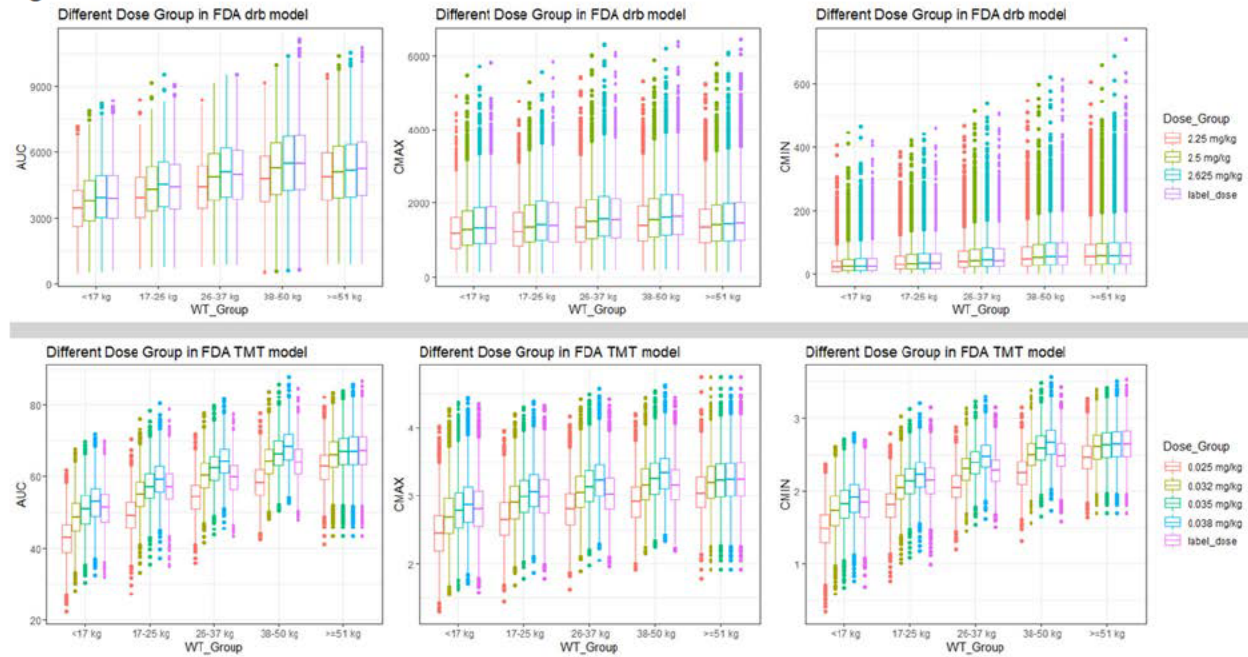 Different Dose Group in FDA drb model
AUC
9000
6000
3000
0
<17 kg 17-25 kg 26-37 kg 38-50 kg >=51 kg
WT_Group
Different Dose Group in FDA drb model
CMAX
6000
4000
2000
0
<17 kg 17-25 kg 26-37 kg 38-50 kg >=51 kg
WT_Group
Different Dose Group in FDA drb model
CMIN
600
400
200
0
<17 kg 17-25 kg 26-37 kg 38-50 kg >=51 kg
WT_Group
Dose_Group
2.25 mg/kg
2.5 mg/kg
2.625 mg/kg
label_dose
Different Dose Group in FDA TMT model
AUC
80
60
40
20
<17 kg 17-25 kg 26-37 kg 38-50 kg >=51 kg
WT_Group
Different Dose Group in FDA TMT model
CMAX
4
3
2
<17 kg 17-25 kg 26-37 kg 38-50 kg >=51 kg
WT_Group
Different Dose Group in FDA TMT model
CMIN
3
2
1
<17 kg 17-25 kg 26-37 kg 38-50 kg >=51 kg
WT_Group
Dose_Group
0.025 mg/kg
0.032 mg/kg
0.035 mg/kg
0.038 mg/kg
label_dose